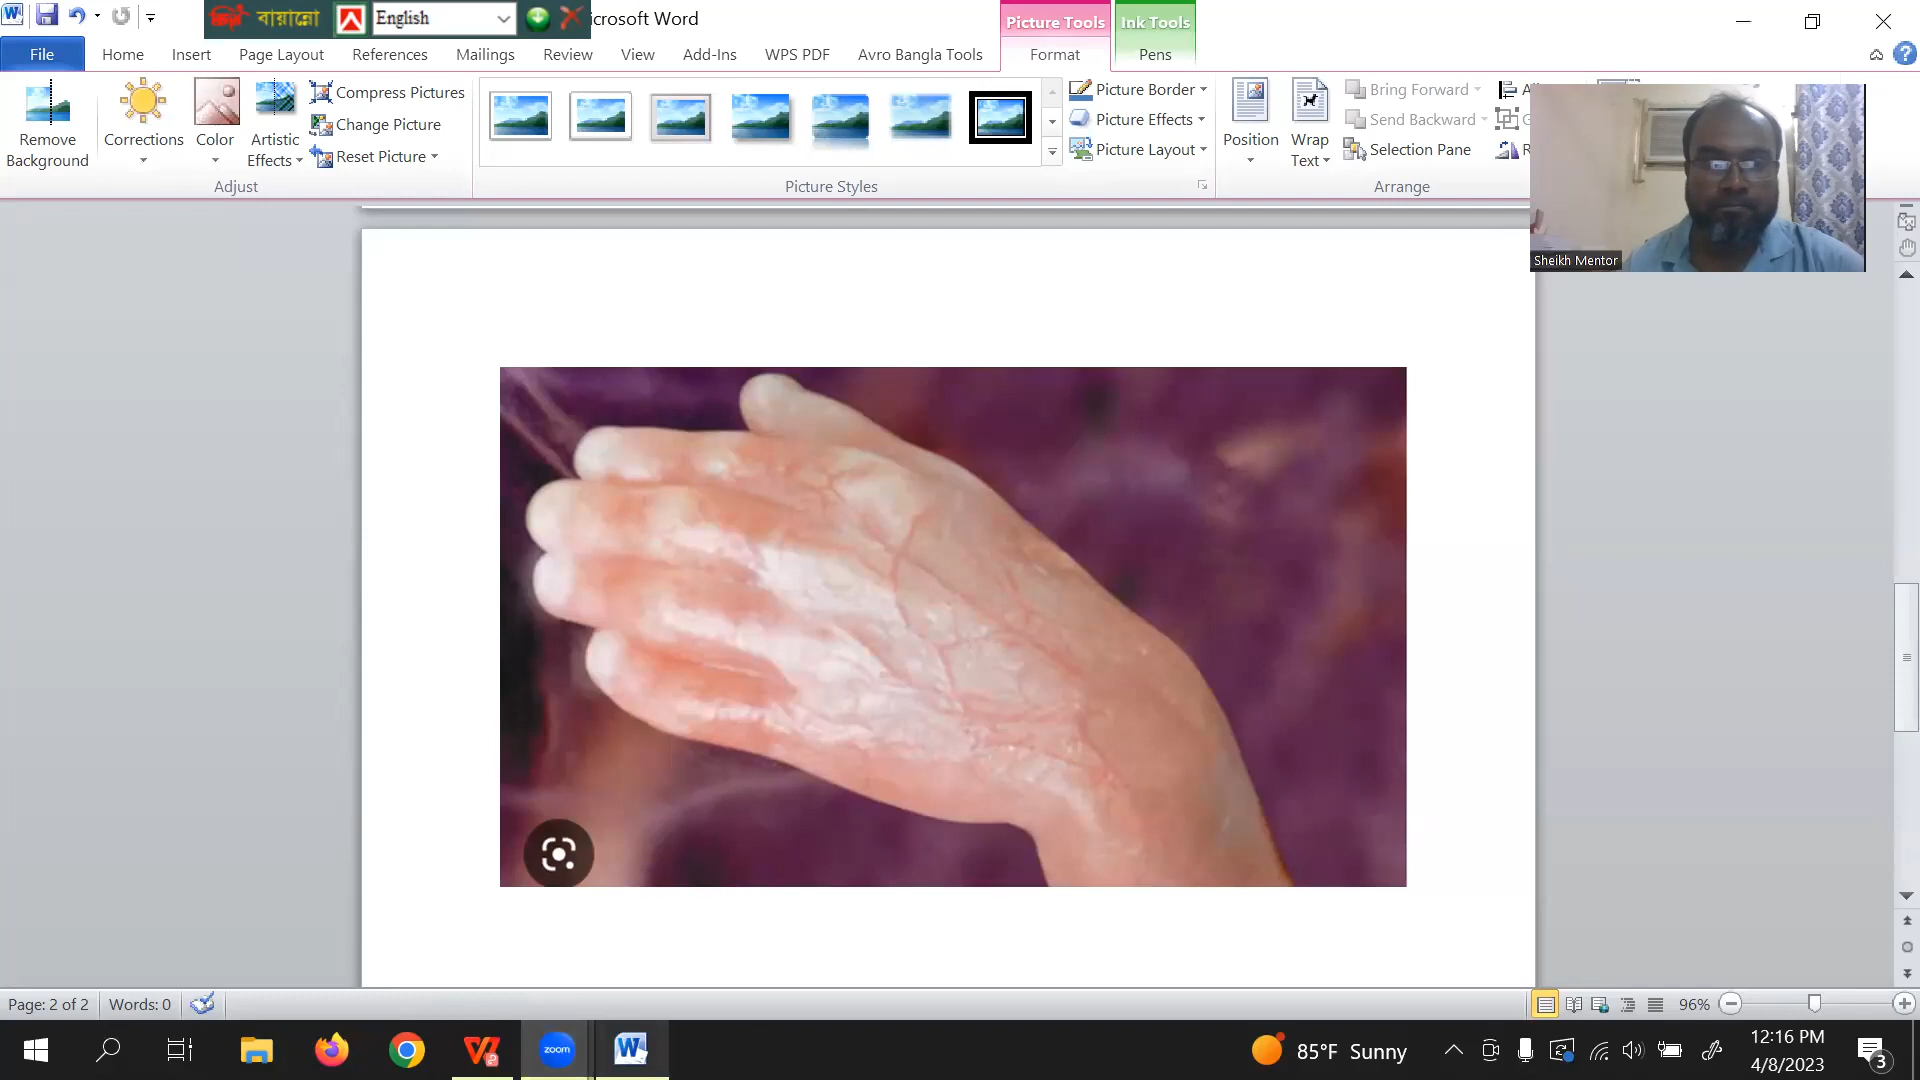 বায়ান্নো
English
icrosoft Word
Picture Tools
Ink Tools
File
Home
Insert
Page Layout
References
Mailings
Review
View
Add-Ins
WPS PDF
Avro Bangla Tools
Format
Pens
Remove Background
Corrections
Color
Artistic Effects
Compress Pictures
Change Picture
Reset Picture
Adjust
Picture Styles
Picture Border
Picture Effects
Picture Layout
Position
Wrap Text
Bring Forward
Send Backward
Selection Pane
Arrange
Sheikh Mentor
Page: 2 of 2
Words: 0
96%
zoom
85°F Sunny
12:16 PM
4/8/2023
3